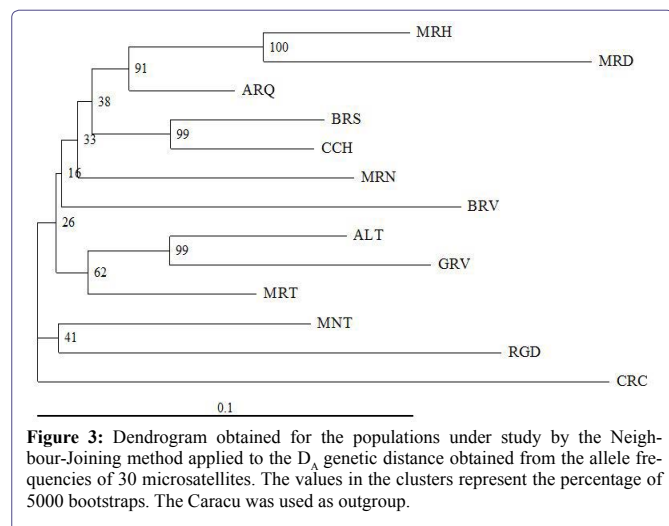 MRH
100
MRD
91
ARQ
38
BRS
99
33
CCH
16
MRN
BRV
26
ALT
99
GRV
62
MRT
MNT
41
RGD
CRC
0.1
Figure 3: Dendrogram obtained for the populations under study by the Neigh-
bour-Joining method applied to the DA genetic distance obtained from the allele fre-
quencies of 30 microsatellites. The values in the clusters represent the percentage of
5000 bootstraps. The Caracu was used as outgroup.